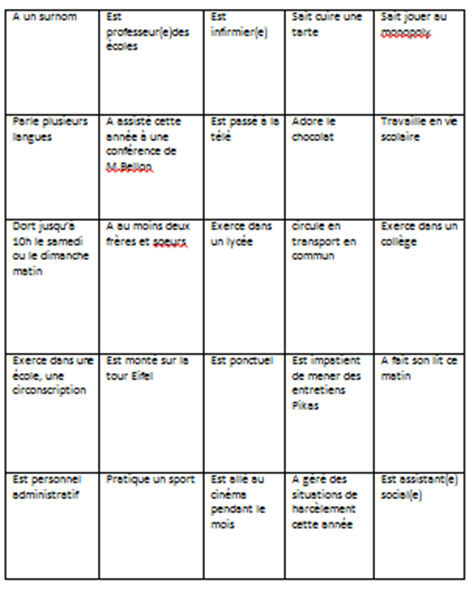 A un surnom
Est
professeur(e)des
écoles
Est
infirmier(e)
Sait cuire une
tarte
Sait jouer au
monopoly.
Parle plusieurs
langues
A assisté cette
année à une
conférence de
M.Bellon
Est passé à la
télé
Adore le
chocolat
Travaille en vie
scolaire
Dort jusqu'à
10h le samedi
ou le dimanche
matin
A au moins deux
frères et soeurs
Exerce dans
un lycée
circule en
transport en
commun
Exerce dans un
collège
Exerce dans une
école, une
circonscription
Est monté sur la
tour Eifel
Est ponctuel
Est impatient
de mener des
entretiens
Pikas
A fait son lit ce
matin
Est personnel
administratif
Pratique un sport
Est allé au
cinéma
pendant le
mois
A géré des
situations de
harcèlement
cette année
Est assistant(e)
social(e)